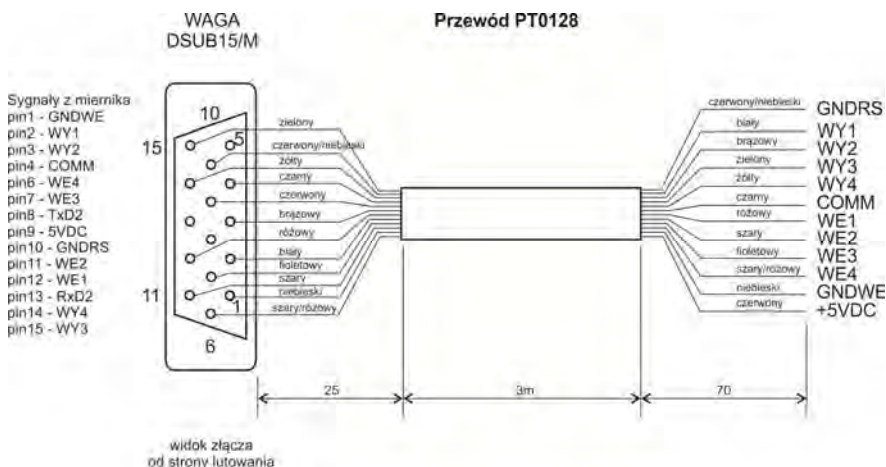 WAGA
DSUB15/M
Przewód PT0128
Sygnały z miernika
pin1 - GNDWE
pin2 - WY1
pin3 - WY2
pin4 - COMM
pin6 - WE4
pin7 - WE3
pin8 - TxD2
pin9 - 5VDC
pin10 - GNDRS
pin11 - WE2
pin12 - WE1
pin13 - RxD2
pin14 - WY4
pin15 - WY3
10
15
5
11
1
6
zielony
czerwony/niebieski
żółty
czarny
czerwony
brązowy
różowy
biały
fioletowy
szary
niebieski
szary/różowy
czerwony/niebieski GNDRS
biały WY1
brązowy WY2
zielony WY3
żółty WY4
czarny COMM
różowy WE1
szary WE2
fioletowy WE3
szary/różowy WE4
niebieski GNDWE
czerwony +5VDC
25
3m
70
widok złącza
od strony lutowania